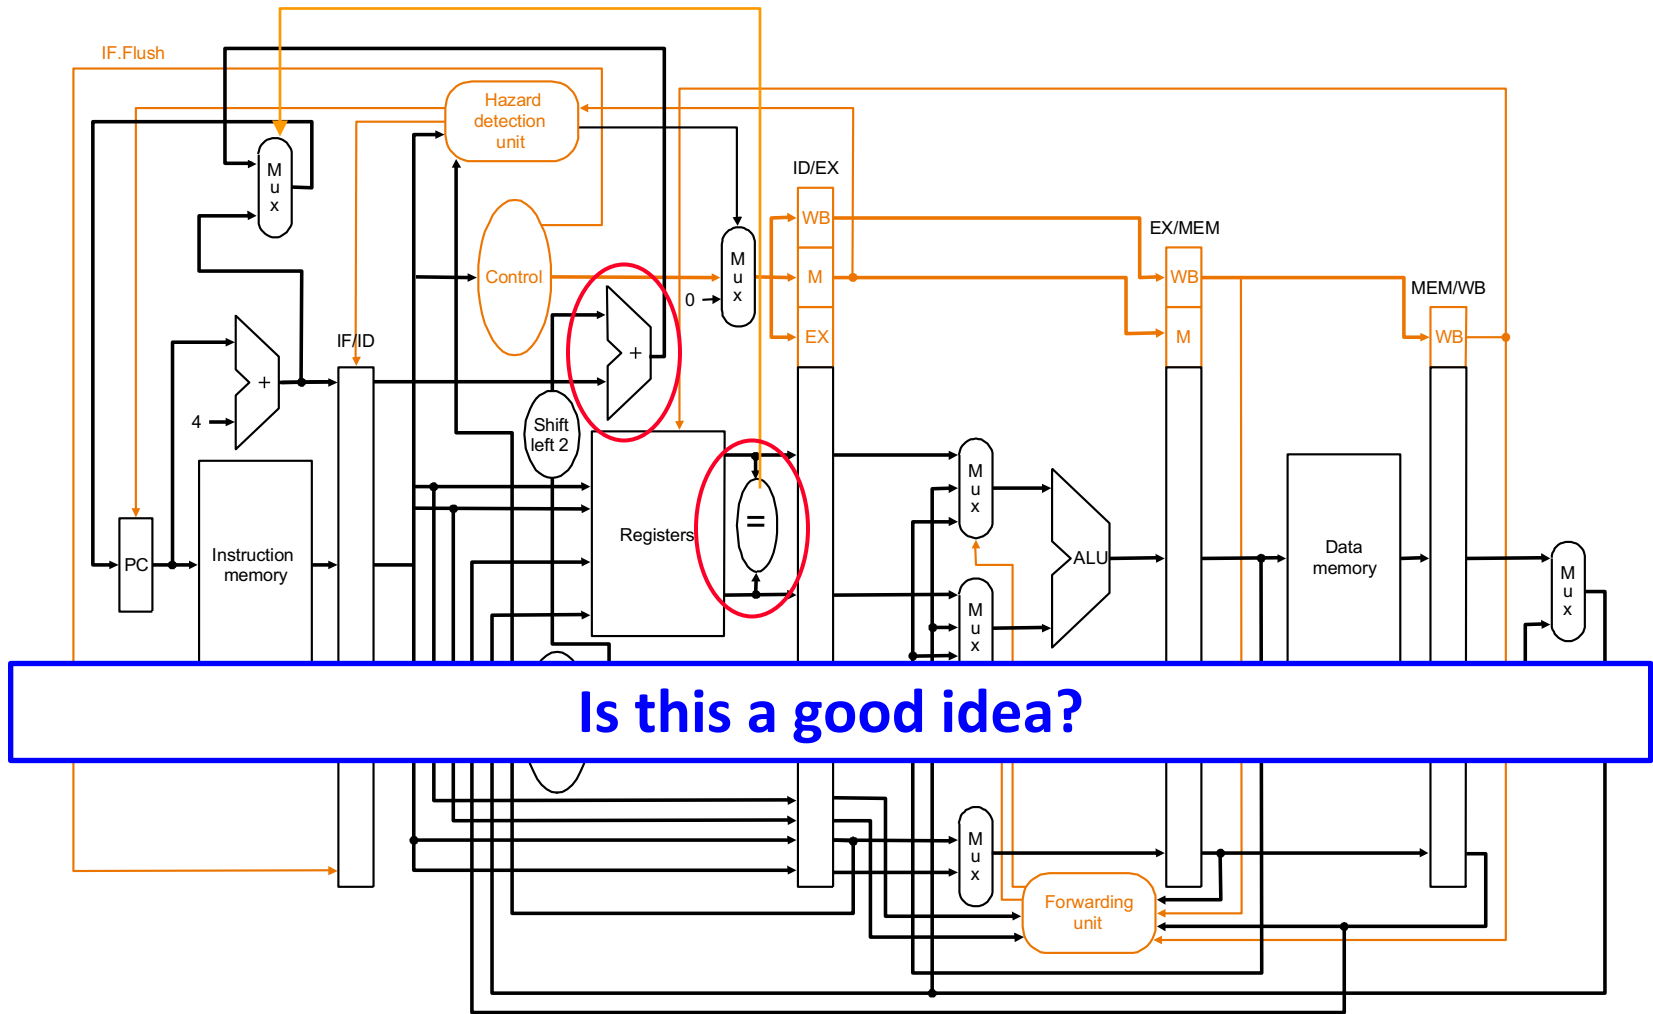 IF.Flush
Hazard
detection
unit
M
u
x
ID/EX
WB
EX/MEM
Control
M
u
x
M
WB
MEM/WB
0
IF/ID
+
EX
M
WB
+
4
Shift
left 2
M
u
x
=
PC
Instruction
memory
Registers
ALU
Data
memory
M
u
x
M
u
x
Is this a good idea?
M
u
x
Forwarding
unit